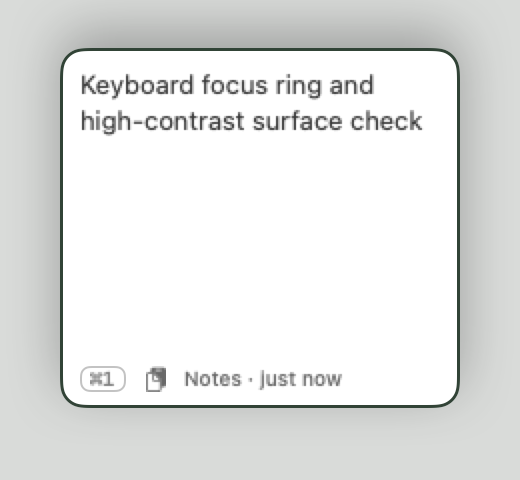 Keyboard focus ring and
high-contrast surface check
⌘1 Notes · just now